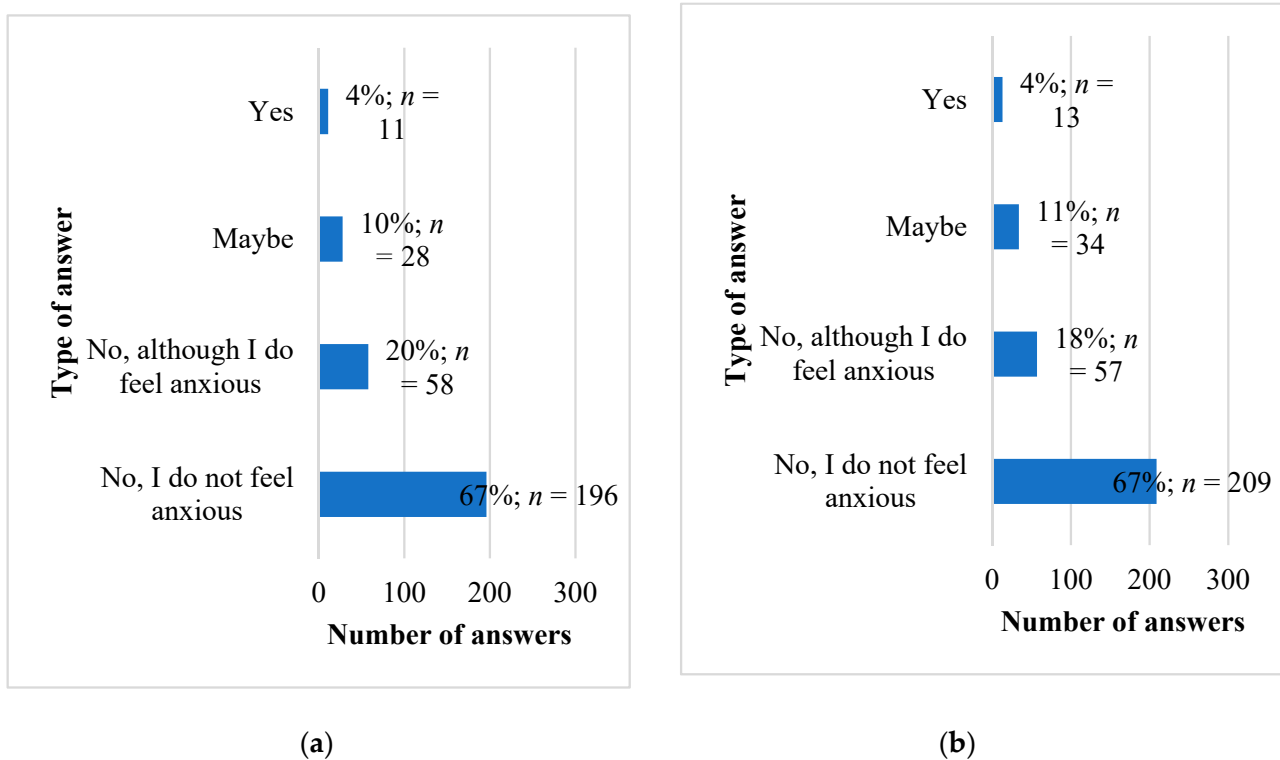 Type of answer
Yes
4%; n =
11
Maybe
10%; n
= 28
No, although I do
feel anxious
20%; n
= 58
No, I do not feel
anxious
67%; n = 196
0 100 200 300
Number of answers
(a)
Type of answer
Yes
4%; n =
13
Maybe
11%; n
= 34
No, although I do
feel anxious
18%; n
= 57
No, I do not feel
anxious
67%; n = 209
0 100 200 300
Number of answers
(b)